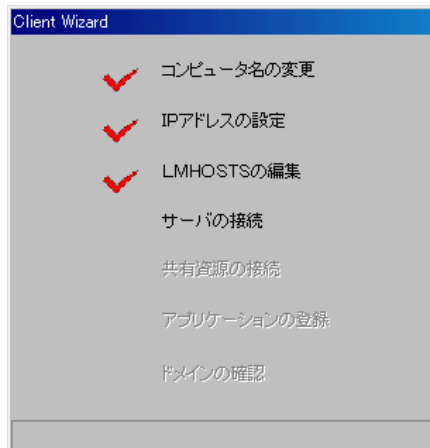 Client Wizard
コンピュータ名の変更
IPアドレスの設定
LMHOSTSの編集
サーバの接続
共有資源の接続
アプリケーションの登録
ドメインの確認